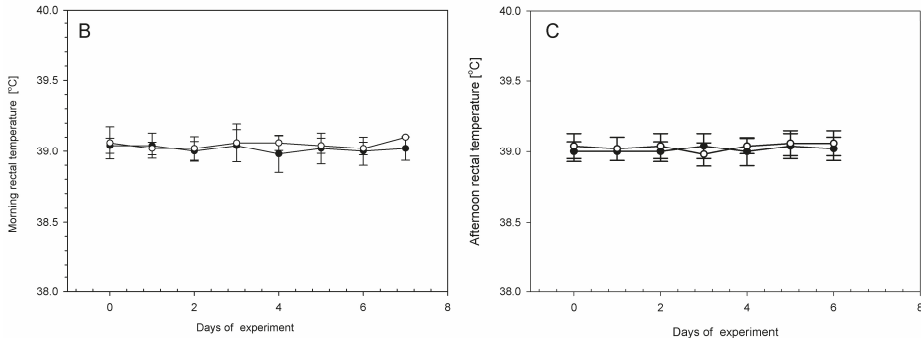 B
Morning rectal temperature [°C]
40.0
39.5
39.0
38.5
38.0
0 2 4 6 8
Days of experiment
C
Afternoon rectal temperature [°C]
40.0
39.5
39.0
38.5
38.0
0 2 4 6 8
Days of experiment